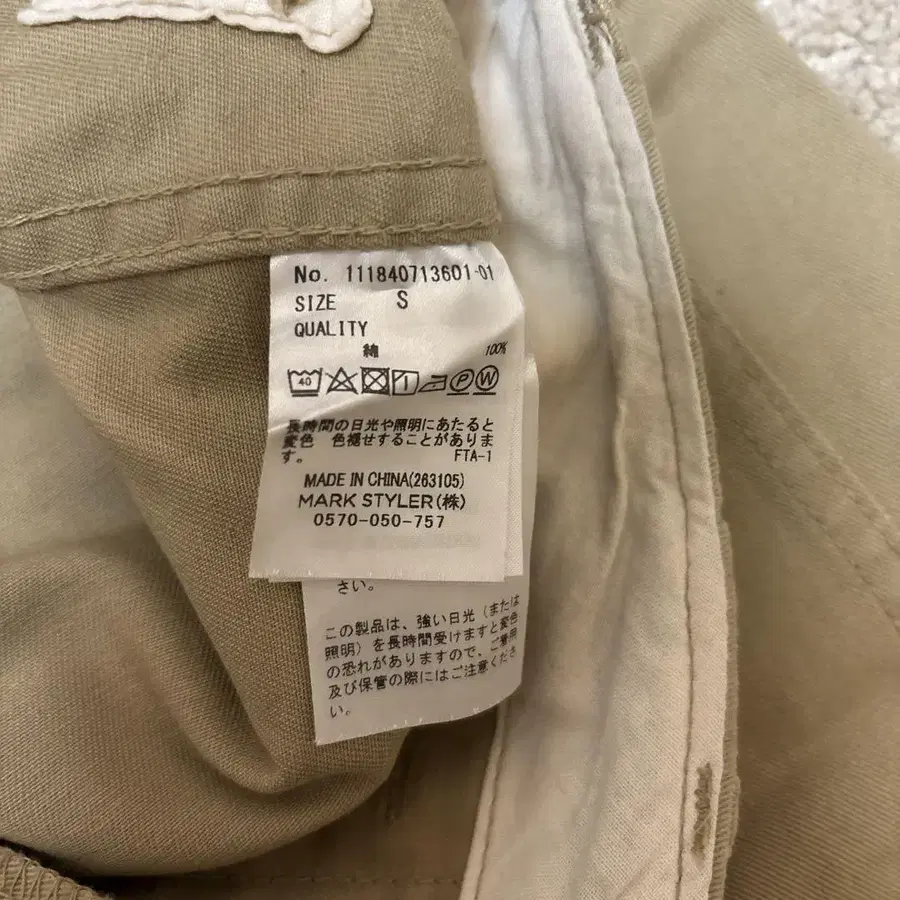 No. 111840713601-01
SIZE S
QUALITY
綿 100%
40 P W
長時間の日光や照明にあたると
変色 色褪せすることがありま
す。 FTA-1
MADE IN CHINA(263105)
MARK STYLER(株)
0570-050-757
さい。
この製品は、強い日光(または
照明)を長時間受けますと変色
の恐れがありますので、ご着用
及び保管の際にはご注意くださ
い。